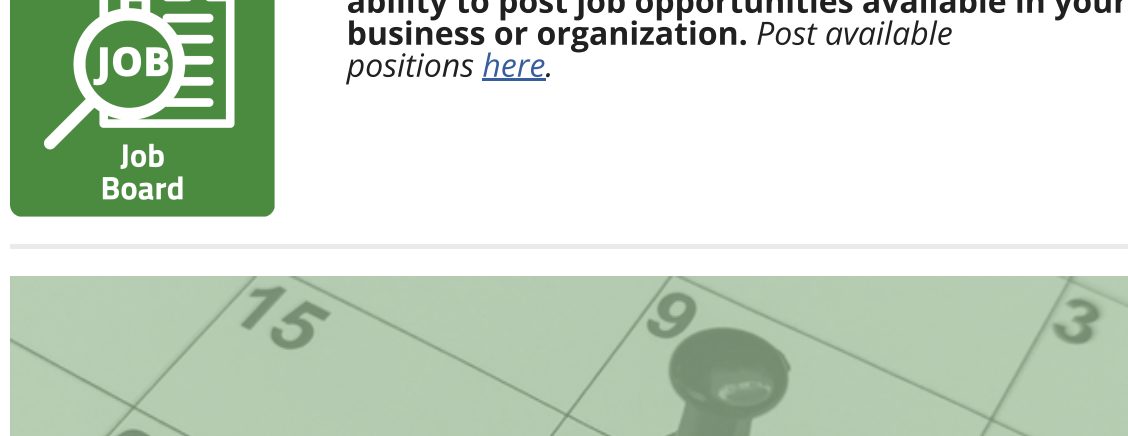 ability to post job opportunities available in your
business or organization. Post available
positions here.
JOB
Job
Board
15
9
3